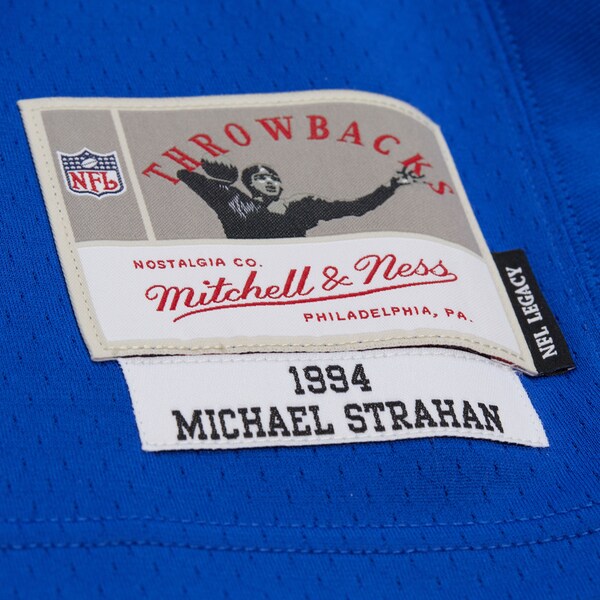 THROWBACKS
NFL
NOSTALGIA CO.
Mitchell & Ness
PHILADELPHIA, PA.
NFL LEGACY
1994
MICHAEL STRAHAN